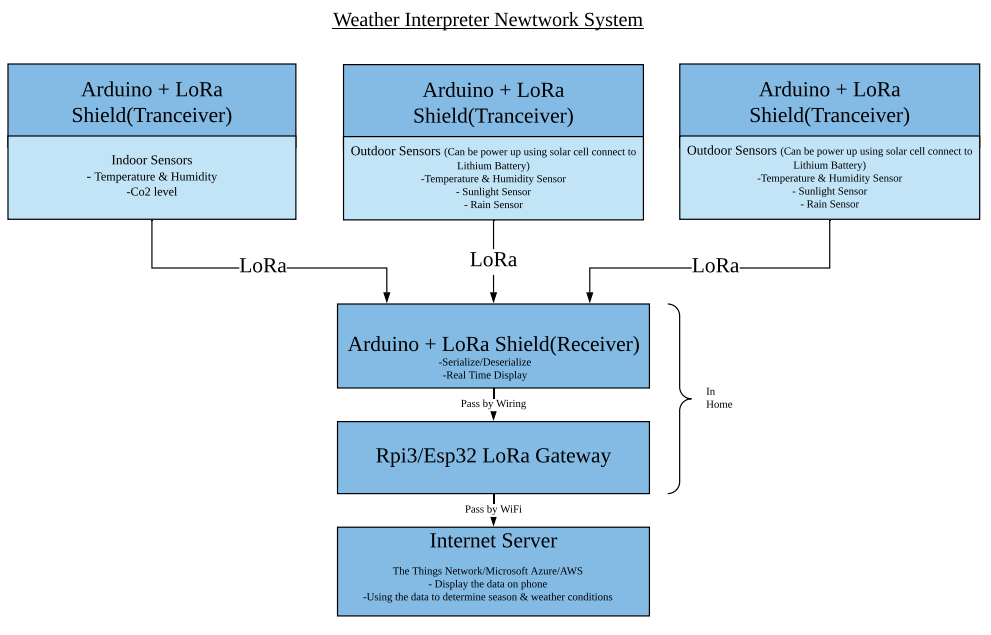 Weather Interpreter Newtwork System
Arduino + LoRa
Shield(Tranceiver)
Indoor Sensors
- Temperature & Humidity
-Co2 level
Arduino + LoRa
Shield(Tranceiver)
Outdoor Sensors (Can be power up using solar cell connect to
Lithium Battery)
-Temperature & Humidity Sensor
- Sunlight Sensor
- Rain Sensor
Arduino + LoRa
Shield(Tranceiver)
Outdoor Sensors (Can be power up using solar cell connect to
Lithium Battery)
-Temperature & Humidity Sensor
- Sunlight Sensor
- Rain Sensor
LoRa
LoRa
LoRa
Arduino + LoRa Shield(Receiver)
-Serialize/Deserialize
-Real Time Display
Pass by Wiring
In
Home
Rpi3/Esp32 LoRa Gateway
Pass by WiFi
Internet Server
The Things Network/Microsoft Azure/AWS
- Display the data on phone
-Using the data to determine season & weather conditions